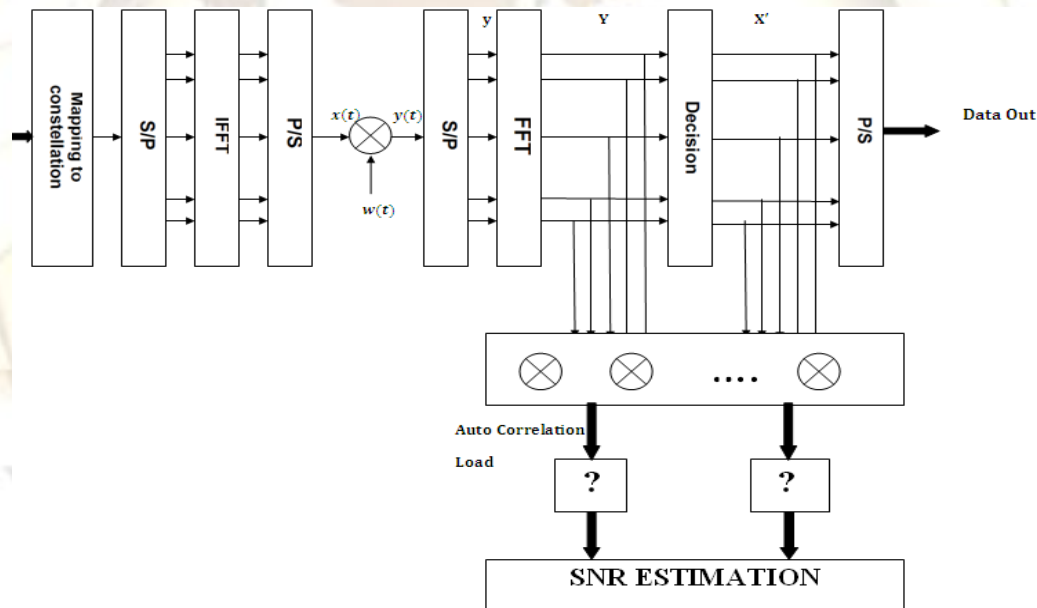 y
Y
X′
Mapping to
constellation
S/P
IFFT
P/S
x(t)
y(t)
w(t)
S/P
FFT
Decision
P/S
Data Out
....
Auto Correlation
Load
?
?
SNR ESTIMATION